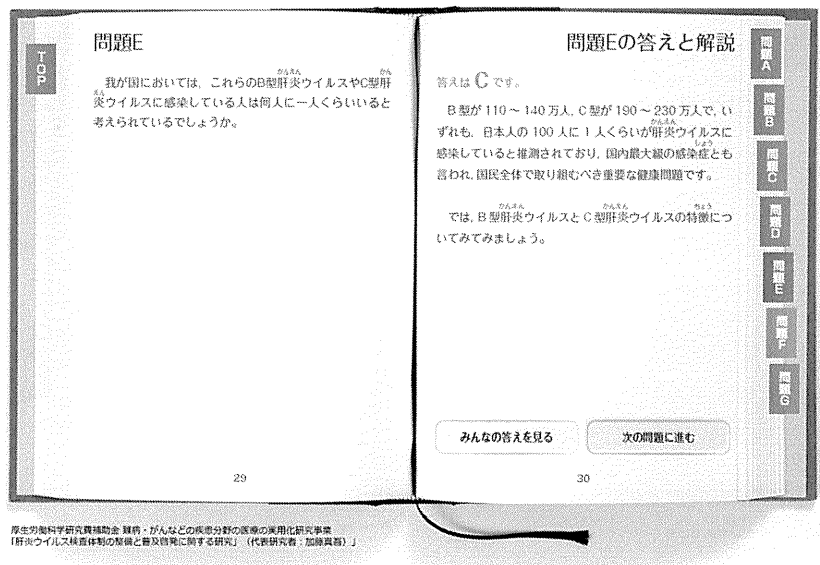 TOP
問題E
我が国においては、これらのB型肝炎ウイルスやC型肝
炎ウイルスに感染している人は何人に一人くらいいると
考えられているでしょうか。
29
問題Eの答えと解説
答えは C です。
B型が 110 ～ 140 万人, C型が 190 ～ 230 万人で, い
ずれも, 日本人の 100 人に 1 人くらいが肝炎ウイルスに
感染していると推測されており, 国内最大級の感染症とも
言われ, 国民全体で取り組むべき重要な健康問題です。
では, B型肝炎ウイルスと C型肝炎ウイルスの特徴につ
いてみてみましょう。
みんなの答えを見る
次の問題に進む
30
問題A
問題B
問題C
問題D
問題E
問題F
問題G
厚生労働科学研究費補助金 難病・がんなどの疾患分野の医療の実用化研究事業
「肝炎ウイルス検査体制の整備と普及啓発に関する研究」（代表研究者：加藤真吾）」